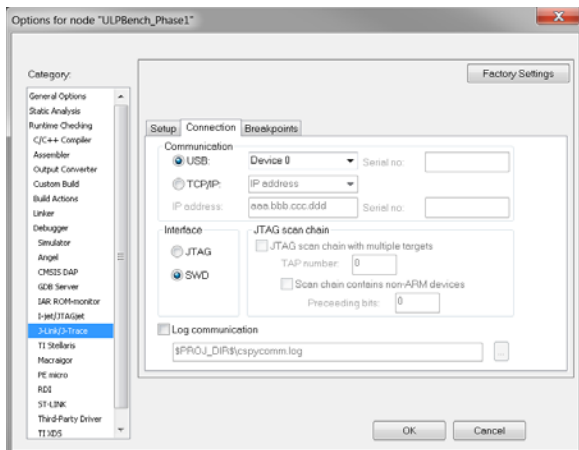 Options for node "ULPBench_Phase1"
Category:
Factory Settings
General Options
Static Analysis
Runtime Checking
C/C++ Compiler
Assembler
Output Converter
Custom Build
Build Actions
Linker
Debugger
Simulator
Angel
CMSIS DAP
GDB Server
IAR ROM-monitor
I-jet/JTAGjet
J-Link/J-Trace
TI Stellaris
Macraigor
PE micro
RDI
ST-LINK
Third-Party Driver
TI XDS
Setup Connection Breakpoints
Communication
USB: Device 0 Serial no:
TCP/IP: IP address
IP address: aaa.bbb.ccc.ddd Serial no:
Interface
JTAG
SWD
JTAG scan chain
JTAG scan chain with multiple targets
TAP number: 0
Scan chain contains non-ARM devices
Preceeding bits: 0
Log communication
$PROJ_DIR$\cspycomm.log
...
OK Cancel